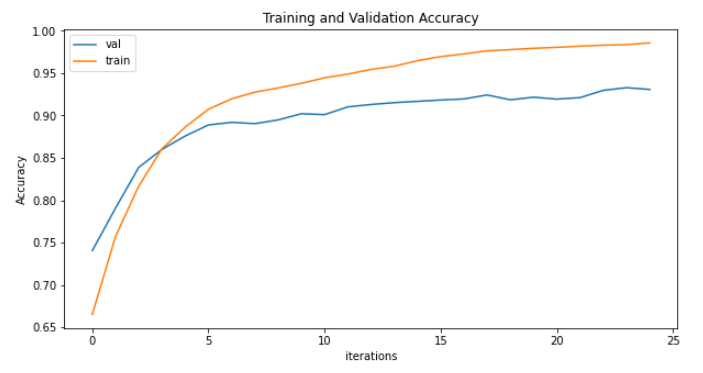 Training and Validation Accuracy
1.00
0.95
0.90
0.85
0.80
0.75
0.70
0.65
Accuracy
val
train
0 5 10 15 20 25
iterations